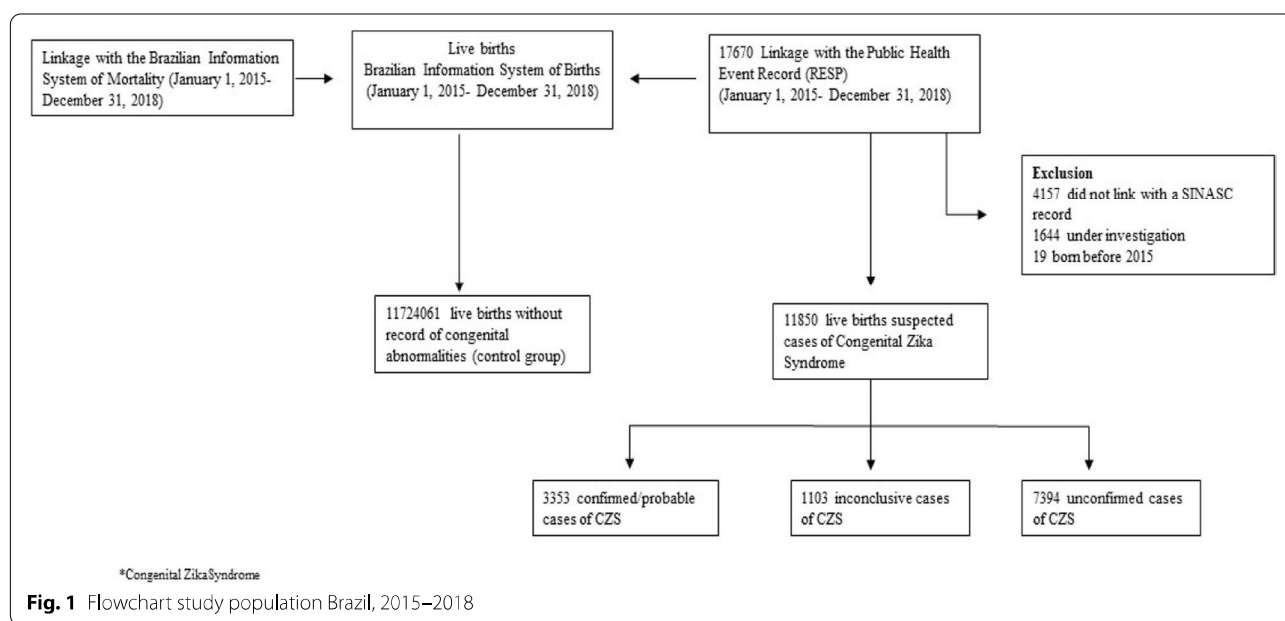 Linkage with the Brazilian Information
System of Mortality (January 1, 2015-
December 31, 2018)
Live births
Brazilian Information System of Births
(January 1, 2015- December 31, 2018)
17670 Linkage with the Public Health
Event Record (RESP)
(January 1, 2015- December 31, 2018)
Exclusion
4157 did not link with a SINASC
record
1644 under investigation
19 born before 2015
11724061 live births without
record of congenital
abnormalities (control group)
11850 live births suspected
cases of Congenital Zika
Syndrome
3353 confirmed/probable
cases of CZS
1103 inconclusive cases
of CZS
7394 unconfirmed cases
of CZS
*Congenital ZikaSyndrome
Fig. 1 Flowchart study population Brazil, 2015–2018